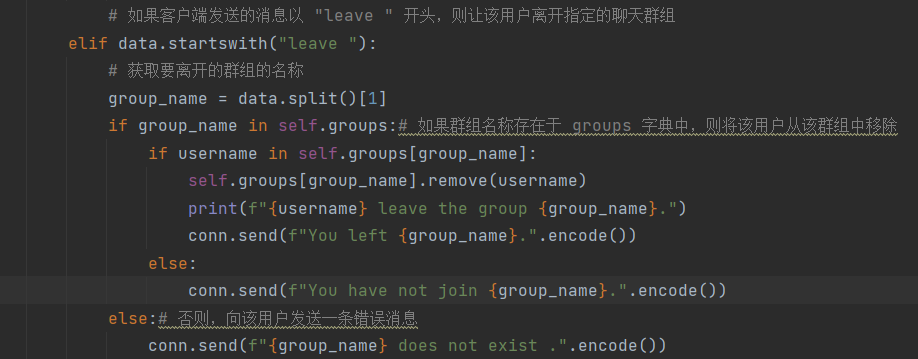 # 如果客户端发送的消息以 "leave " 开头，则让该用户离开指定的聊天群组
elif data.startswith("leave "):
# 获取要离开的群组的名称
group_name = data.split()[1]
if group_name in self.groups:# 如果群组名称存在于 groups 字典中，则将该用户从该群组中移除
if username in self.groups[group_name]:
self.groups[group_name].remove(username)
print(f"{username} leave the group {group_name}.")
conn.send(f"You left {group_name}.".encode())
else:
conn.send(f"You have not join {group_name}.".encode())
else:# 否则，向该用户发送一条错误消息
conn.send(f"{group_name} does not exist .".encode())